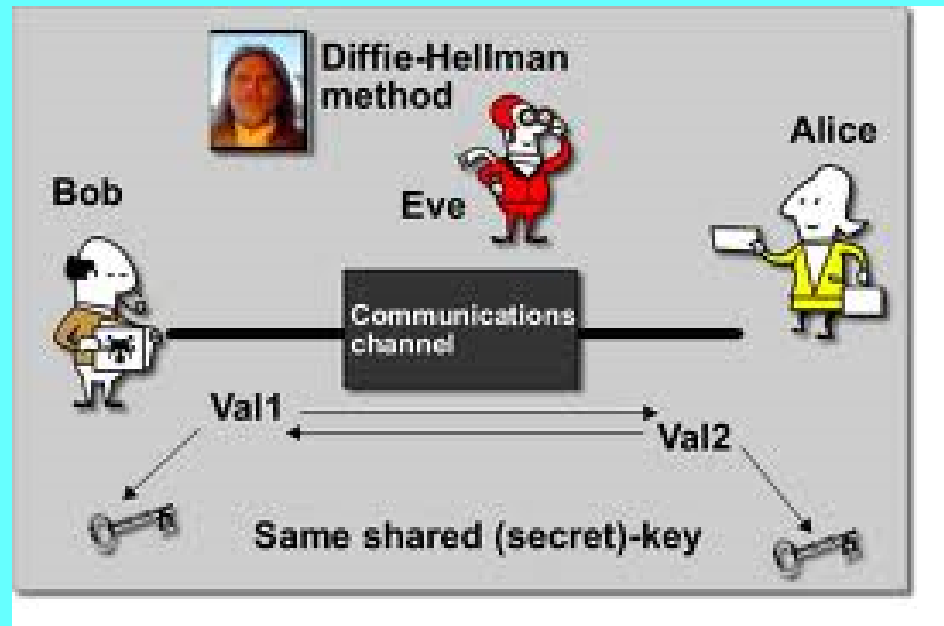 Diffie-Hellman
method
Alice
Bob
Eve
Communications
channel
Val1
Val2
Same shared (secret)-key